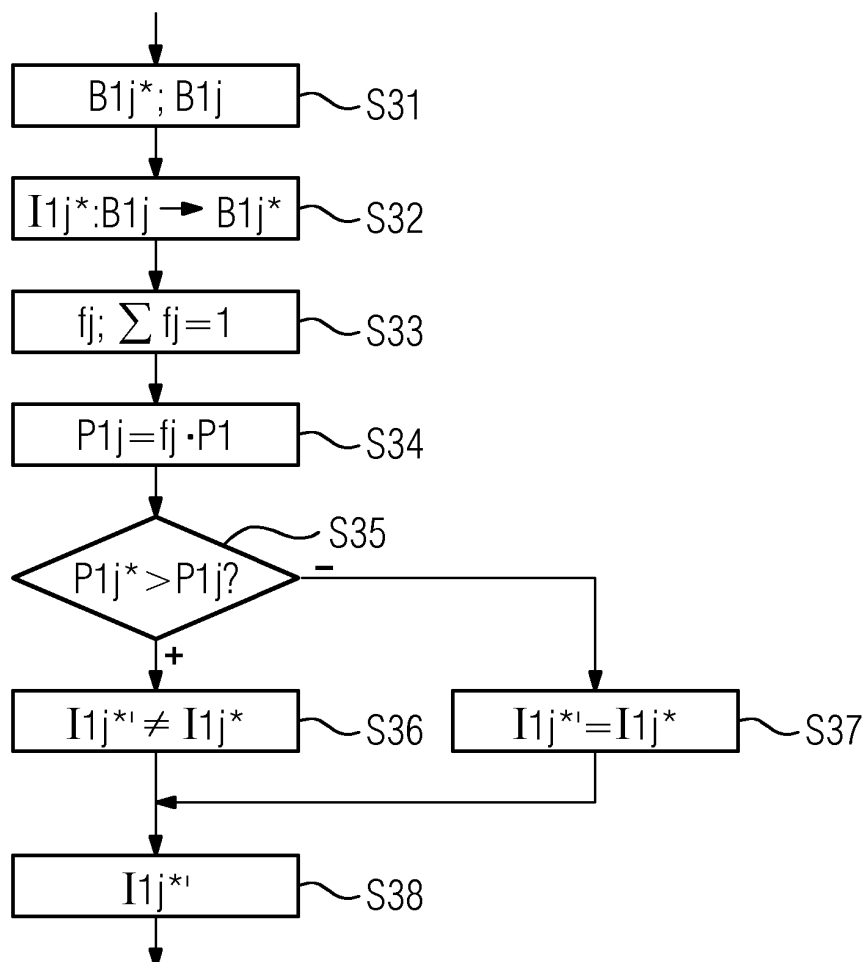 B1j*; B1j
S31
I1j*:B1j → B1j*
S32
fj; ∑ fj=1
S33
P1j=fj·P1
S34
S35
P1j*>P1j?
−
+
I1j*'≠I1j*
S36
I1j*'=I1j*
S37
I1j*'
S38